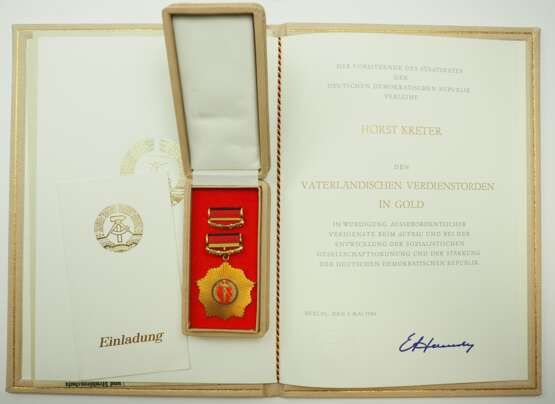 Einladung
und Strahlenschutz
DER VORSITZENDE DES STAATSRATES
DER
DEUTSCHEN DEMOKRATISCHEN REPUBLIK
VERLEIHT
HORST KRETER
DEN
VATERLÄNDISCHEN VERDIENSTORDEN
IN GOLD
IN WÜRDIGUNG AUSSERORDENTLICHER
VERDIENSTE BEIM AUFBAU UND BEI DER
ENTWICKLUNG DER SOZIALISTISCHEN
GESELLSCHAFTSORDNUNG UND DER STÄRKUNG
DER DEUTSCHEN DEMOKRATISCHEN REPUBLIK
BERLIN, DEN 1. MAI